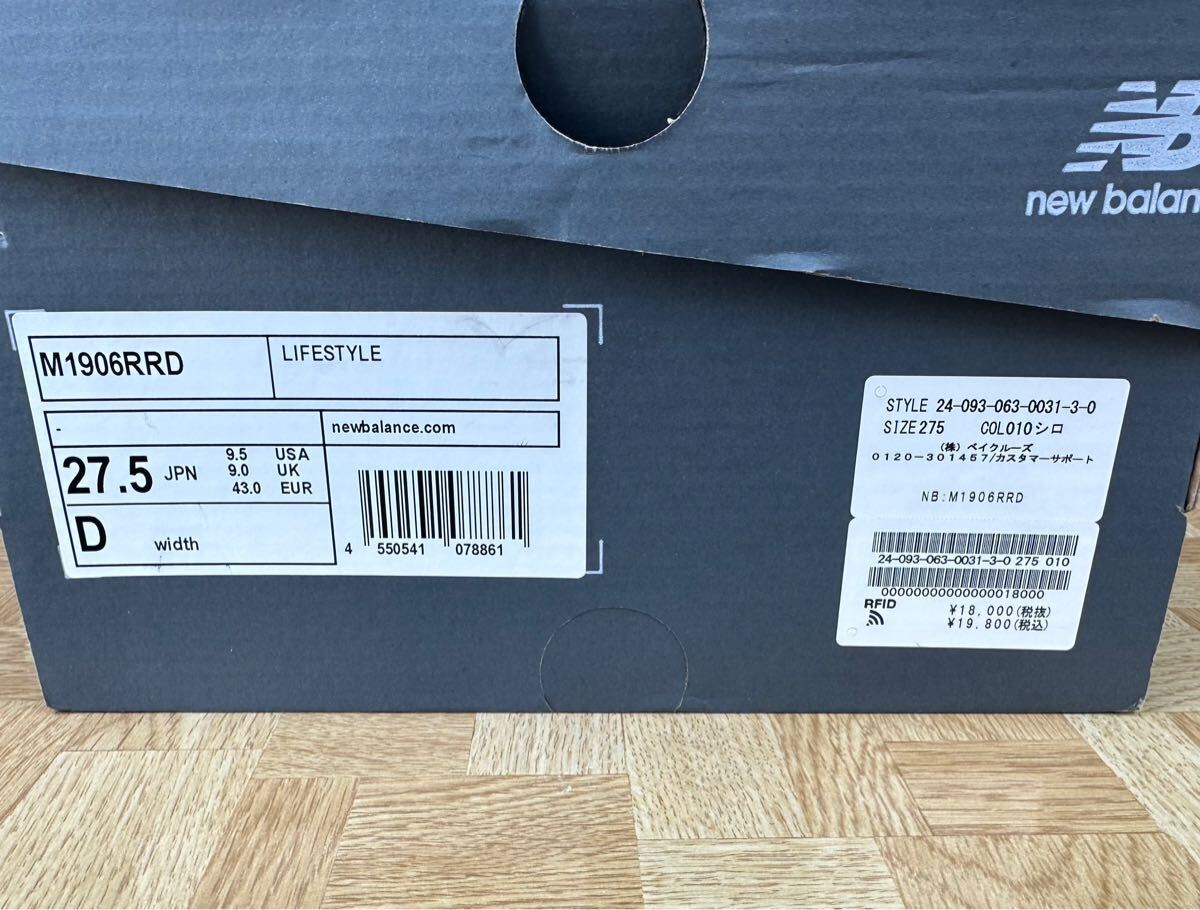 NB
new balan
M1906RRD
LIFESTYLE
-
newbalance.com
27.5 JPN
9.5 USA
9.0 UK
43.0 EUR
D width
4 550541 078861
STYLE 24-093-063-0031-3-0
SIZE275 COL010シロ
(株)ベイクルーズ
0120-301457/カスタマーサポート
NB:M1906RRD
24-093-063-0031-3-0 275 010
00000000000000018000
RFID
¥18,000(税抜)
¥19,800(税込)